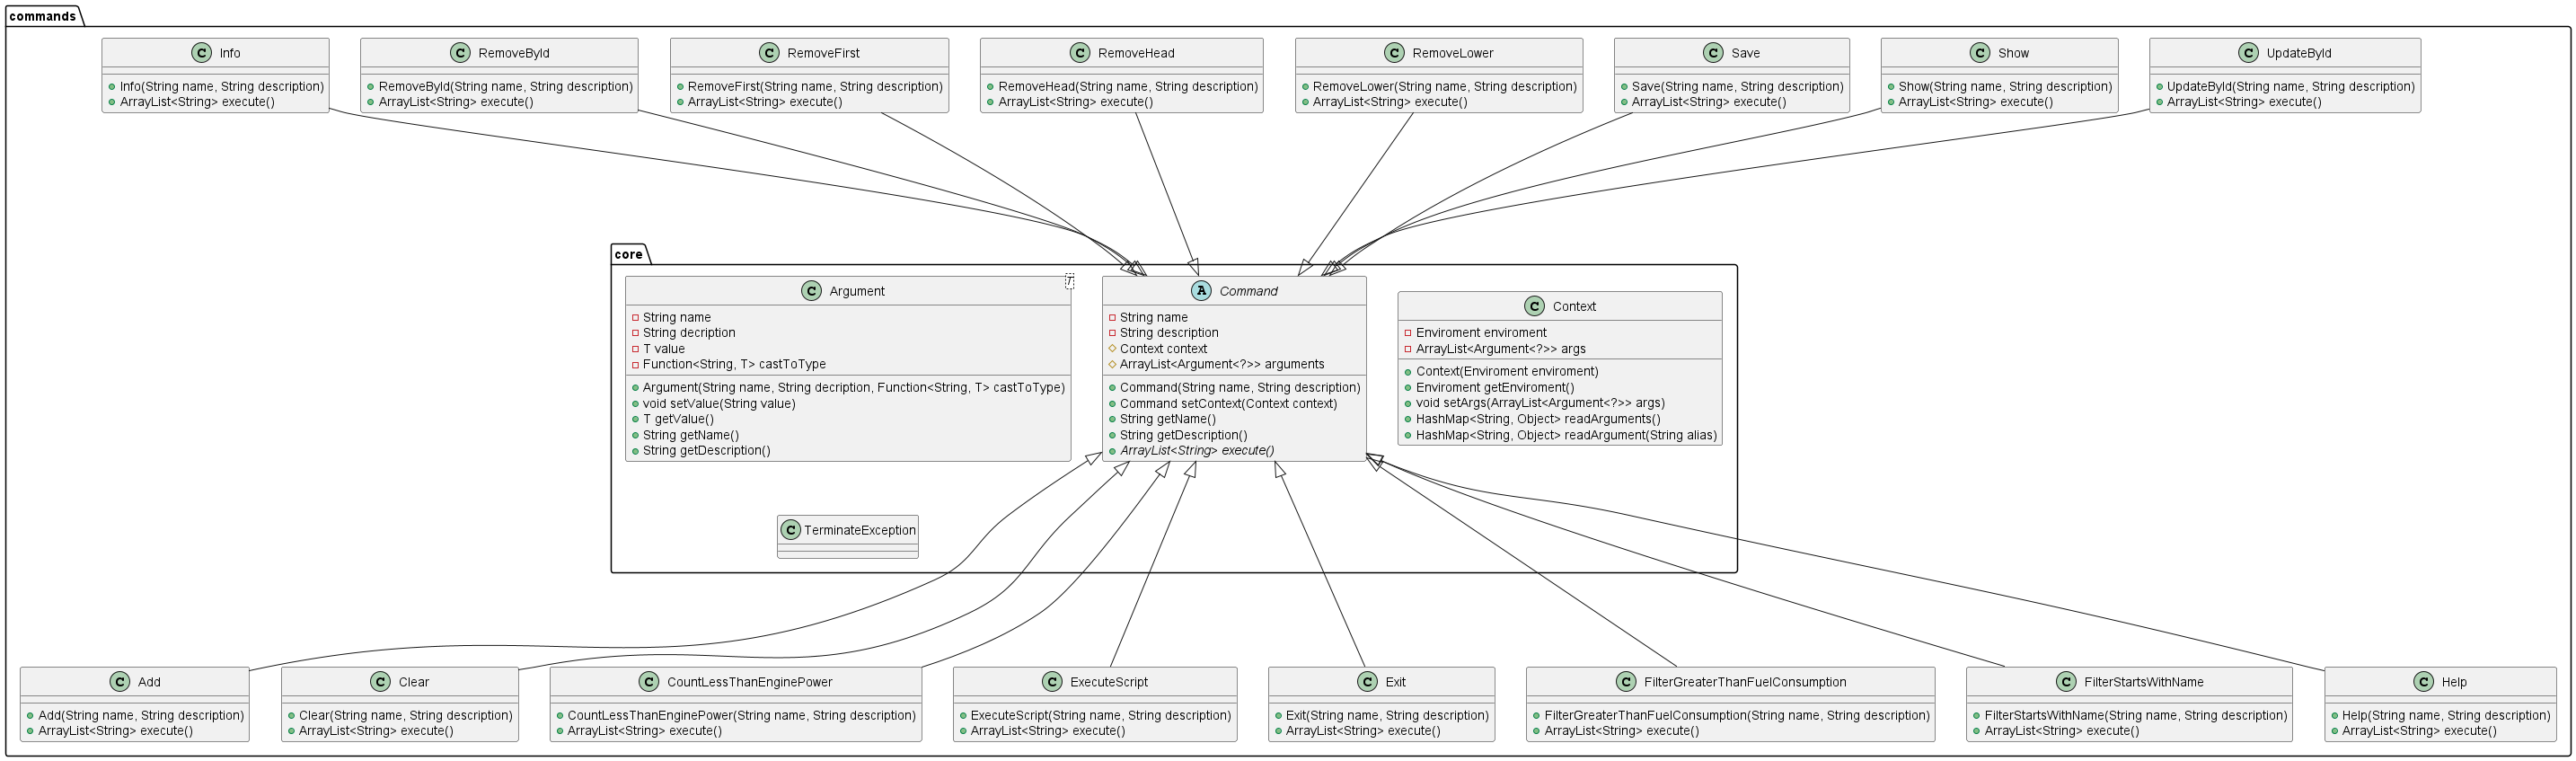 commands
C Info
Info(String name, String description)
ArrayList<String> execute()
C RemoveById
RemoveById(String name, String description)
ArrayList<String> execute()
C RemoveFirst
RemoveFirst(String name, String description)
ArrayList<String> execute()
C RemoveHead
RemoveHead(String name, String description)
ArrayList<String> execute()
C RemoveLower
RemoveLower(String name, String description)
ArrayList<String> execute()
C Save
Save(String name, String description)
ArrayList<String> execute()
C Show
Show(String name, String description)
ArrayList<String> execute()
C UpdateById
UpdateById(String name, String description)
ArrayList<String> execute()
core
C Argument
T
String name
String decription
T value
Function<String, T> castToType
Argument(String name, String decription, Function<String, T> castToType)
void setValue(String value)
T getValue()
String getName()
String getDescription()
A Command
String name
String description
Context context
ArrayList<Argument<?>> arguments
Command(String name, String description)
Command setContext(Context context)
String getName()
String getDescription()
ArrayList<String> execute()
C Context
Enviroment enviroment
ArrayList<Argument<?>> args
Context(Enviroment enviroment)
Enviroment getEnviroment()
void setArgs(ArrayList<Argument<?>> args)
HashMap<String, Object> readArguments()
HashMap<String, Object> readArgument(String alias)
C TerminateException
C Add
Add(String name, String description)
ArrayList<String> execute()
C Clear
Clear(String name, String description)
ArrayList<String> execute()
C CountLessThanEnginePower
CountLessThanEnginePower(String name, String description)
ArrayList<String> execute()
C ExecuteScript
ExecuteScript(String name, String description)
ArrayList<String> execute()
C Exit
Exit(String name, String description)
ArrayList<String> execute()
C FilterGreaterThanFuelConsumption
FilterGreaterThanFuelConsumption(String name, String description)
ArrayList<String> execute()
C FilterStartsWithName
FilterStartsWithName(String name, String description)
ArrayList<String> execute()
C Help
Help(String name, String description)
ArrayList<String> execute()